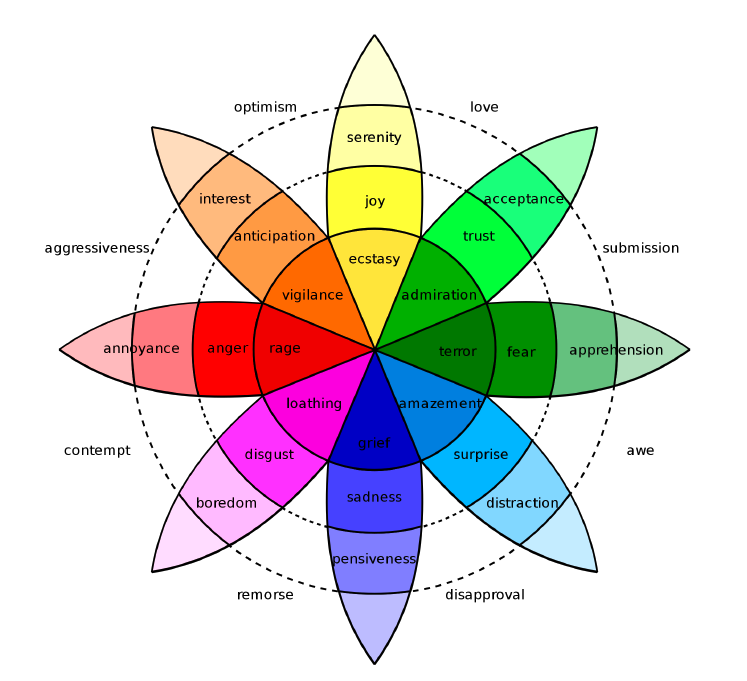 optimism
love
serenity
interest
joy
acceptance
anticipation
trust
aggressiveness
ecstasy
submission
vigilance
admiration
annoyance
anger
rage
terror
fear
apprehension
loathing
amazement
contempt
disgust
grief
surprise
awe
boredom
sadness
distraction
pensiveness
remorse
disapproval